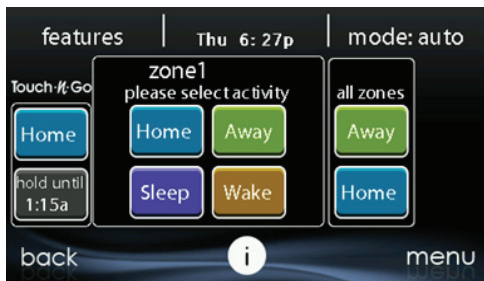 features
Thu 6: 27p
mode: auto
Touch-N-Go
Home
hold until
1:15a
zone1
please select activity
Home
Away
Sleep
Wake
all zones
Away
Home
back
i
menu